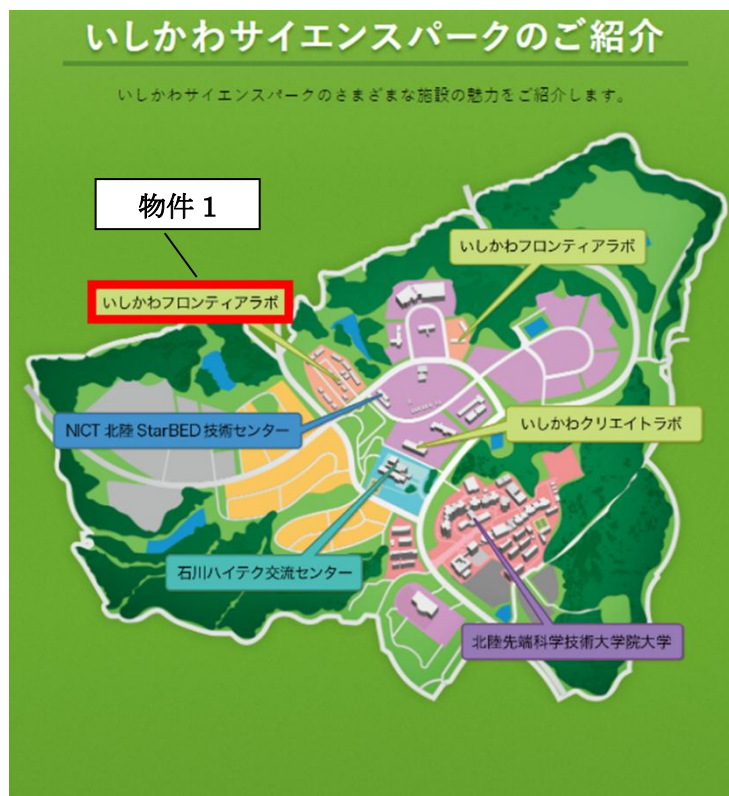 いしかわサイエンスパークのご紹介
いしかわサイエンスパークのさまざまな施設の魅力をご紹介します。
物件1
いしかわフロンティアラボ
いしかわフロンティアラボ
NICT 北陸 StarBED 技術センター
いしかわクリエイトラボ
石川ハイテク交流センター
北陸先端科学技術大学院大学